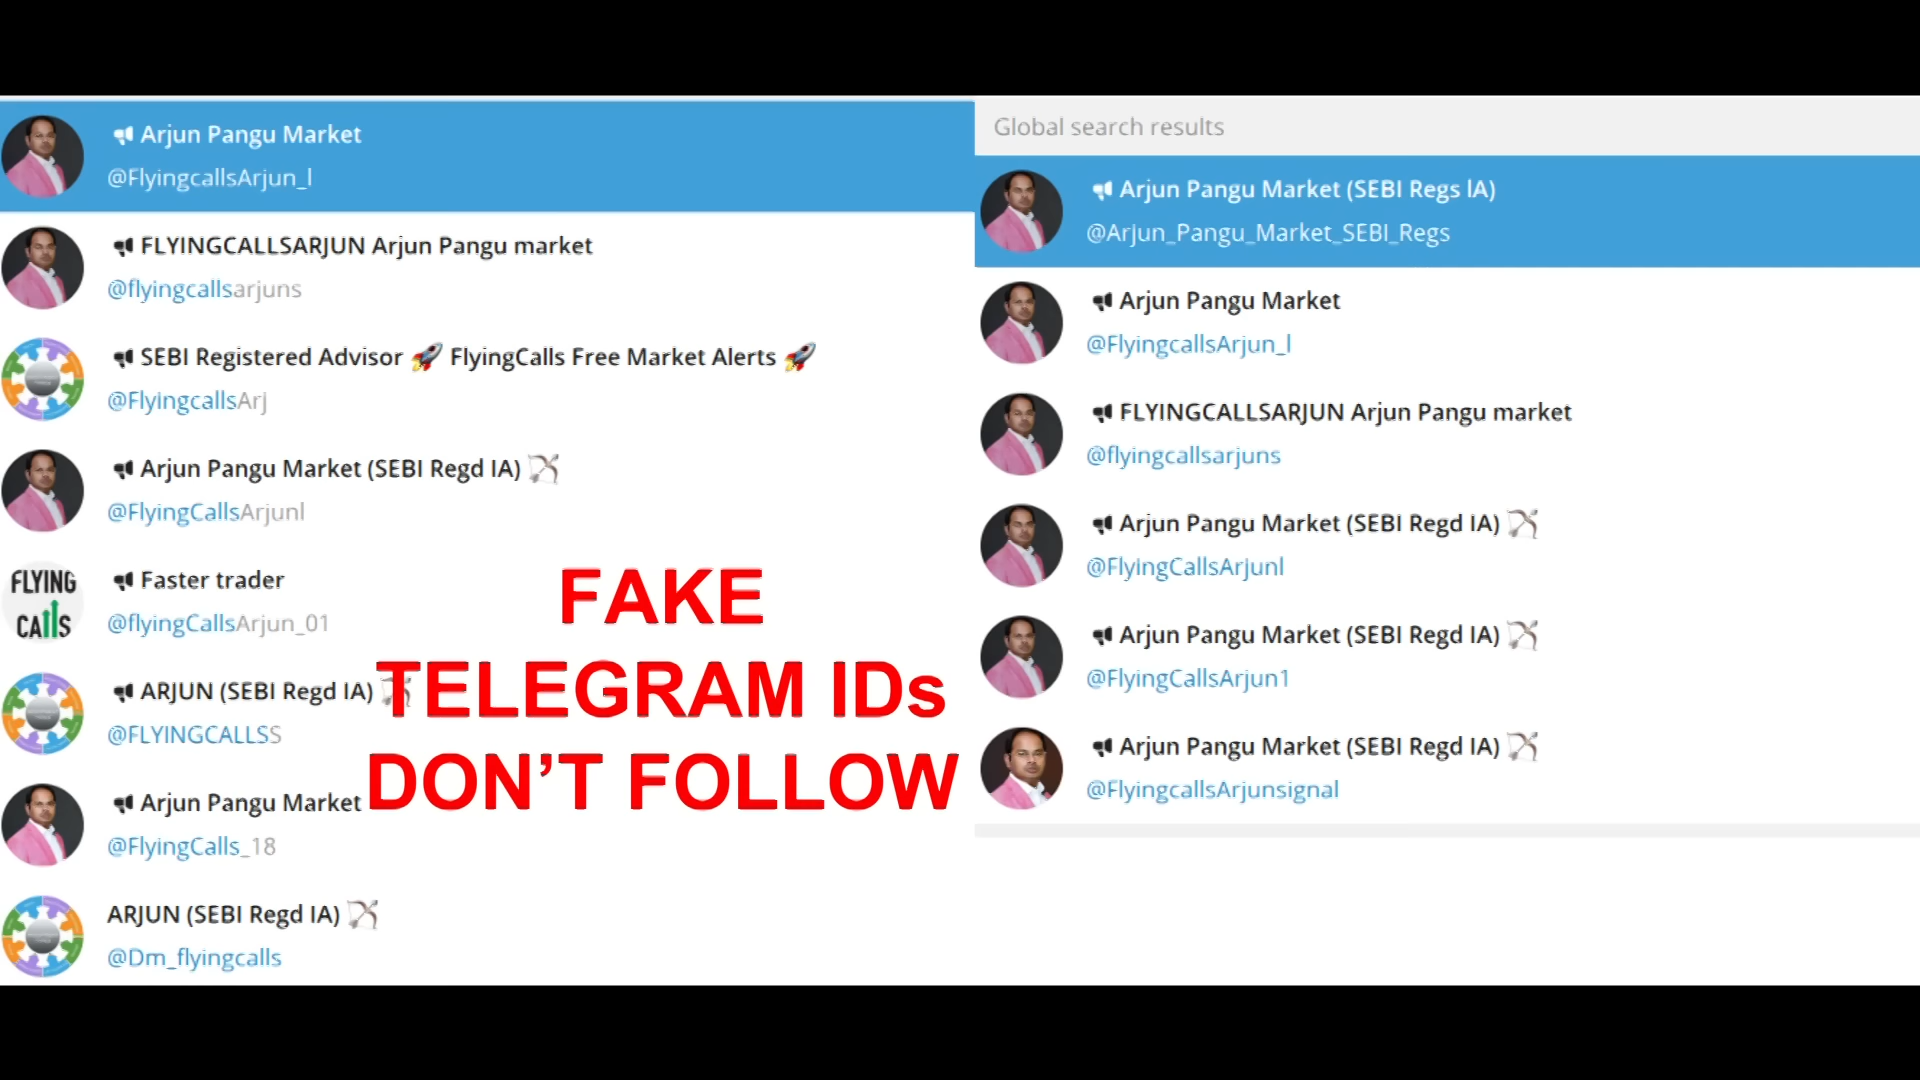 Arjun Pangu Market
@FlyingcallsArjun_l
FLYINGCALLSARJUN Arjun Pangu market
@flyingcallsarjuns
SEBI Registered Advisor 🚀 FlyingCalls Free Market Alerts 🚀
@FlyingcallsArj
Arjun Pangu Market (SEBI Regd IA) 🏹
@FlyingCallsArjunl
FLYING
CAllS
Faster trader
@flyingCallsArjun_01
ARJUN (SEBI Regd IA) 🏹
@FLYINGCALLSS
Arjun Pangu Market
@FlyingCalls_18
ARJUN (SEBI Regd IA) 🏹
@Dm_flyingcalls
FAKE
TELEGRAM IDs
DON’T FOLLOW
Global search results
Arjun Pangu Market (SEBI Regs lA)
@Arjun_Pangu_Market_SEBI_Regs
Arjun Pangu Market
@FlyingcallsArjun_l
FLYINGCALLSARJUN Arjun Pangu market
@flyingcallsarjuns
Arjun Pangu Market (SEBI Regd IA) 🏹
@FlyingCallsArjunl
Arjun Pangu Market (SEBI Regd IA) 🏹
@FlyingCallsArjun1
Arjun Pangu Market (SEBI Regd IA) 🏹
@FlyingcallsArjunsignal